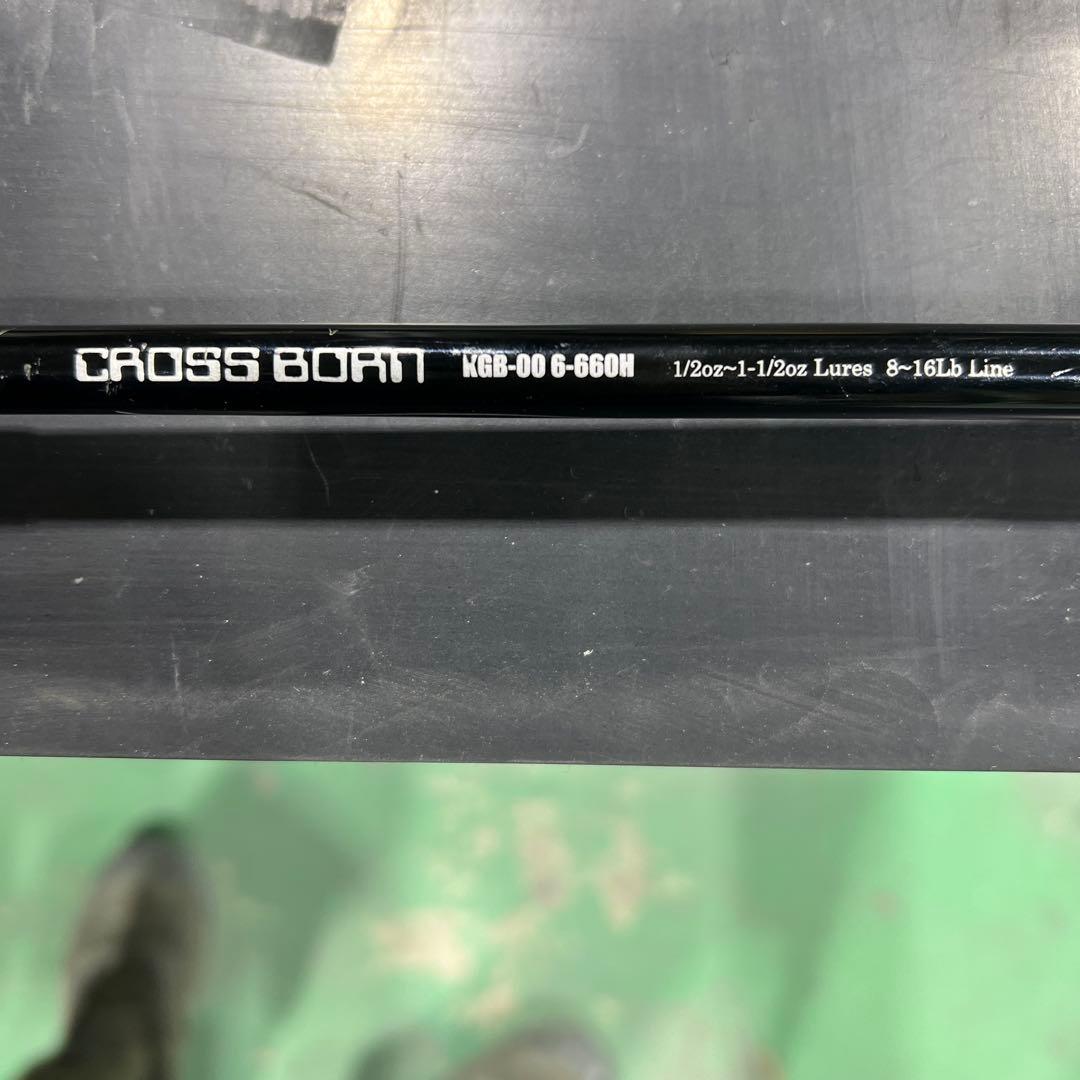 CROSS BORN KGB-00 6-660H 1/2oz~1-1/2oz Lures 8~16Lb Line